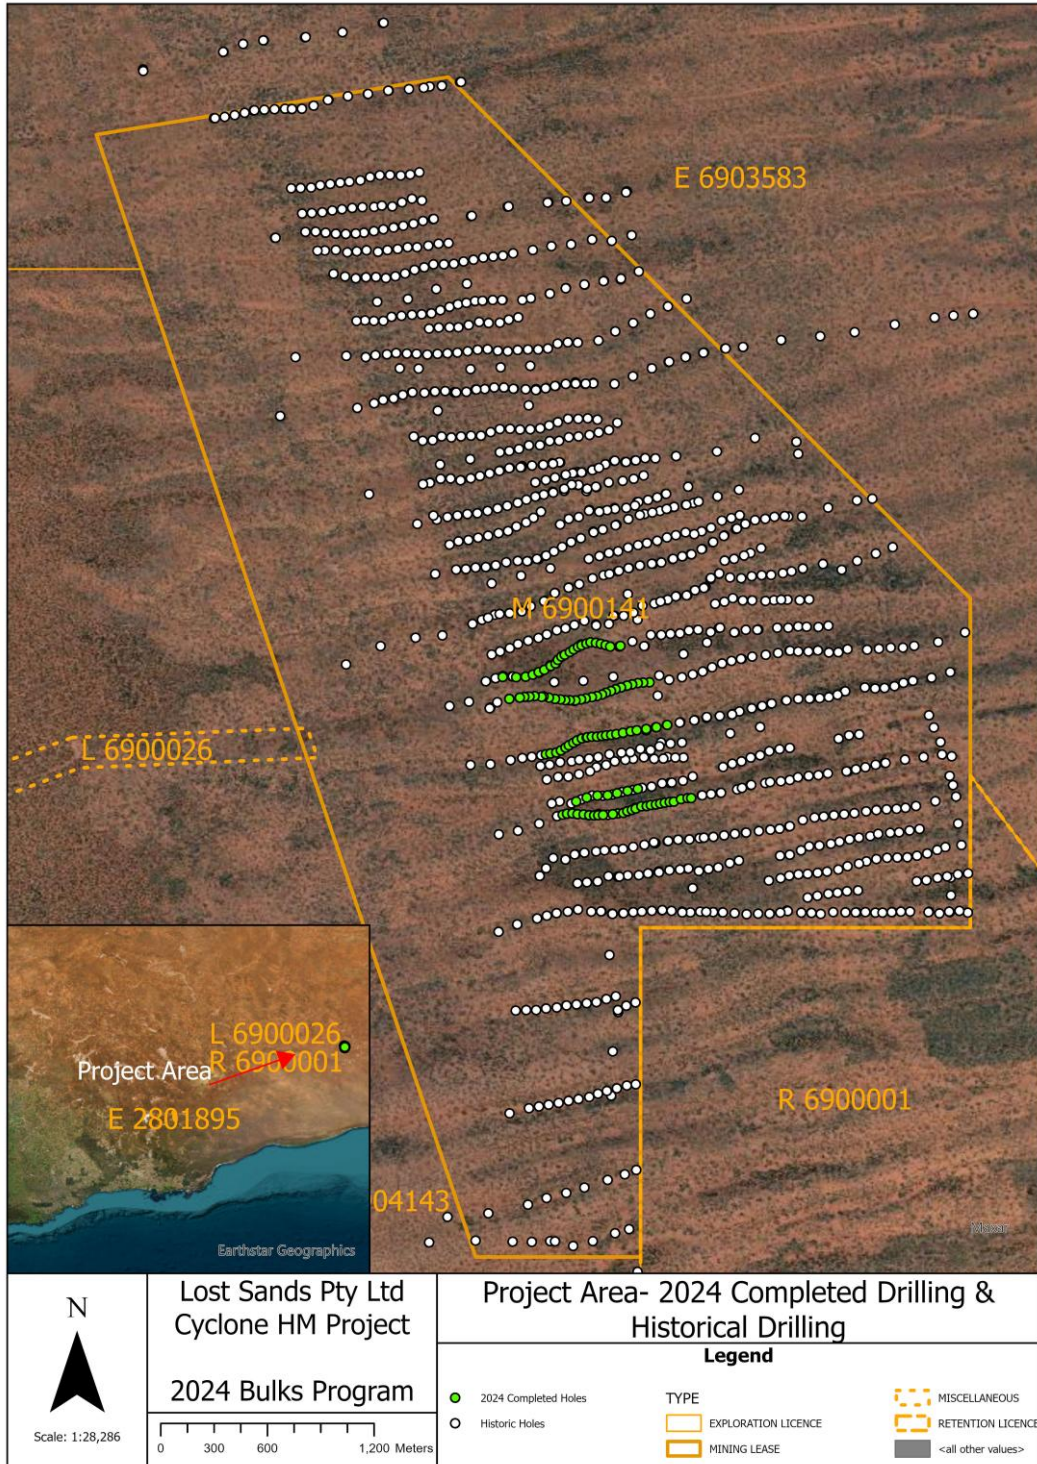 E 6903583
M 6900141
L 6900026
L 6900026
R 6900001
Project Area
E 2801895
Earthstar Geographics
04143
R 6900001
Maxar
N
Scale: 1:28,286
Lost Sands Pty Ltd
Cyclone HM Project
2024 Bulks Program
0 300 600 1,200 Meters
Project Area- 2024 Completed Drilling &
Historical Drilling
Legend
2024 Completed Holes
Historic Holes
TYPE
EXPLORATION LICENCE
MINING LEASE
MISCELLANEOUS
RETENTION LICENCE
<all other values>